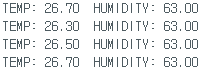 TEMP: 26.70  HUMIDITY: 63.00
TEMP: 26.30  HUMIDITY: 63.00
TEMP: 26.50  HUMIDITY: 63.00
TEMP: 26.70  HUMIDITY: 63.00